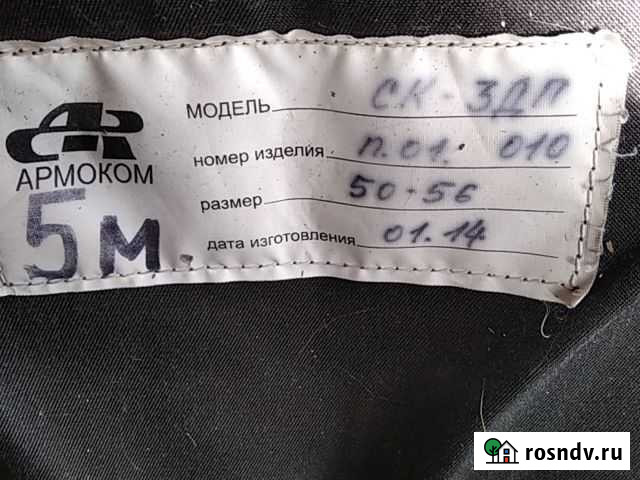 АРМОКОМ
5м.
МОДЕЛЬ СК-3ДП
номер изделия П.01. 010
размер 50-56
дата изготовления 01.14
rosndv.ru